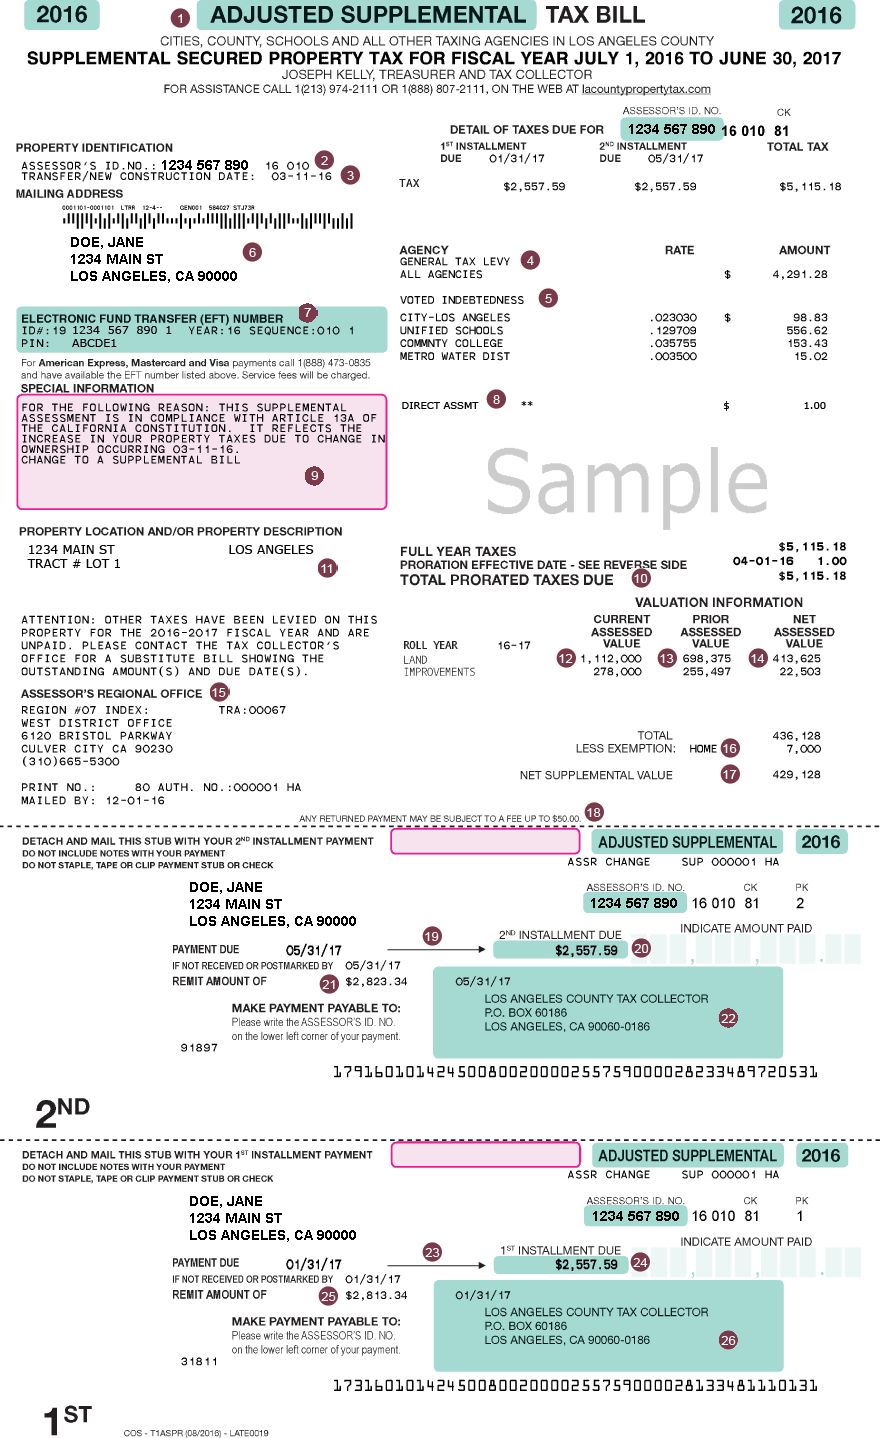 2016 1 ADJUSTED SUPPLEMENTAL TAX BILL 2016
CITIES, COUNTY, SCHOOLS AND ALL OTHER TAXING AGENCIES IN LOS ANGELES COUNTY
SUPPLEMENTAL SECURED PROPERTY TAX FOR FISCAL YEAR JULY 1, 2016 TO JUNE 30, 2017
JOSEPH KELLY, TREASURER AND TAX COLLECTOR
FOR ASSISTANCE CALL 1(213) 974-2111 OR 1(888) 807-2111, ON THE WEB AT lacountypropertytax.com
ASSESSOR'S ID. NO. CK
DETAIL OF TAXES DUE FOR 1234 567 890 16 010 81
PROPERTY IDENTIFICATION
ASSESSOR'S ID.NO.: 1234 567 890 16 010 2
TRANSFER/NEW CONSTRUCTION DATE: 03-11-16 3
1ST INSTALLMENT 2ND INSTALLMENT TOTAL TAX
DUE 01/31/17 DUE 05/31/17
TAX $2,557.59 $2,557.59 $5,115.18
MAILING ADDRESS
0001101-0001101 LTRR 12-4-- GEN001 584027 STJ73R
DOE, JANE
1234 MAIN ST 6
LOS ANGELES, CA 90000
AGENCY RATE AMOUNT
GENERAL TAX LEVY 4
ALL AGENCIES $ 4,291.28
VOTED INDEBTEDNESS 5
CITY-LOS ANGELES .023030 $ 98.83
UNIFIED SCHOOLS .129709 556.62
COMMNTY COLLEGE .035755 153.43
METRO WATER DIST .003500 15.02
DIRECT ASSMT 8 ** $ 1.00
7
ELECTRONIC FUND TRANSFER (EFT) NUMBER
ID#:19 1234 567 890 1 YEAR:16 SEQUENCE:010 1
PIN: ABCDE1
For American Express, Mastercard and Visa payments call 1(888) 473-0835
and have available the EFT number listed above. Service fees will be charged.
SPECIAL INFORMATION
FOR THE FOLLOWING REASON: THIS SUPPLEMENTAL
ASSESSMENT IS IN COMPLIANCE WITH ARTICLE 13A OF
THE CALIFORNIA CONSTITUTION. IT REFLECTS THE
INCREASE IN YOUR PROPERTY TAXES DUE TO CHANGE IN
OWNERSHIP OCCURRING 03-11-16.
CHANGE TO A SUPPLEMENTAL BILL
9
Sample
PROPERTY LOCATION AND/OR PROPERTY DESCRIPTION
1234 MAIN ST LOS ANGELES
TRACT # LOT 1 11
FULL YEAR TAXES $5,115.18
PRORATION EFFECTIVE DATE - SEE REVERSE SIDE 04-01-16 1.00
TOTAL PRORATED TAXES DUE 10 $5,115.18
VALUATION INFORMATION
CURRENT PRIOR NET
ASSESSED ASSESSED ASSESSED
VALUE VALUE VALUE
ROLL YEAR 16-17
LAND 12 1,112,000 13 698,375 14 413,625
IMPROVEMENTS 278,000 255,497 22,503
ATTENTION: OTHER TAXES HAVE BEEN LEVIED ON THIS
PROPERTY FOR THE 2016-2017 FISCAL YEAR AND ARE
UNPAID. PLEASE CONTACT THE TAX COLLECTOR'S
OFFICE FOR A SUBSTITUTE BILL SHOWING THE
OUTSTANDING AMOUNT(S) AND DUE DATE(S).
ASSESSOR'S REGIONAL OFFICE 15
REGION #07 INDEX: TRA:00067
WEST DISTRICT OFFICE
6120 BRISTOL PARKWAY
CULVER CITY CA 90230
(310)665-5300
TOTAL 436,128
LESS EXEMPTION: HOME 16 7,000
NET SUPPLEMENTAL VALUE 17 429,128
PRINT NO.: 80 AUTH. NO.:000001 HA
MAILED BY: 12-01-16
ANY RETURNED PAYMENT MAY BE SUBJECT TO A FEE UP TO $50.00. 18
DETACH AND MAIL THIS STUB WITH YOUR 2ND INSTALLMENT PAYMENT ADJUSTED SUPPLEMENTAL 2016
DO NOT INCLUDE NOTES WITH YOUR PAYMENT
DO NOT STAPLE, TAPE OR CLIP PAYMENT STUB OR CHECK ASSR CHANGE SUP 000001 HA
DOE, JANE
1234 MAIN ST
LOS ANGELES, CA 90000
ASSESSOR'S ID. NO. CK PK
1234 567 890 16 010 81 2
INDICATE AMOUNT PAID
19 2ND INSTALLMENT DUE
PAYMENT DUE 05/31/17 $2,557.59 20
IF NOT RECEIVED OR POSTMARKED BY 05/31/17
REMIT AMOUNT OF 21 $2,823.34 05/31/17
MAKE PAYMENT PAYABLE TO:
Please write the ASSESSOR'S ID. NO.
on the lower left corner of your payment.
LOS ANGELES COUNTY TAX COLLECTOR
P.O. BOX 60186
LOS ANGELES, CA 90060-0186
22
91897
17916010142450080020000255759000028233489720531
2ND
DETACH AND MAIL THIS STUB WITH YOUR 1ST INSTALLMENT PAYMENT ADJUSTED SUPPLEMENTAL 2016
DO NOT INCLUDE NOTES WITH YOUR PAYMENT
DO NOT STAPLE, TAPE OR CLIP PAYMENT STUB OR CHECK ASSR CHANGE SUP 000001 HA
DOE, JANE
1234 MAIN ST
LOS ANGELES, CA 90000
ASSESSOR'S ID. NO. CK PK
1234 567 890 16 010 81 1
INDICATE AMOUNT PAID
23 1ST INSTALLMENT DUE
PAYMENT DUE 01/31/17 $2,557.59 24
IF NOT RECEIVED OR POSTMARKED BY 01/31/17
REMIT AMOUNT OF 25 $2,813.34 01/31/17
MAKE PAYMENT PAYABLE TO:
Please write the ASSESSOR'S ID. NO.
on the lower left corner of your payment.
LOS ANGELES COUNTY TAX COLLECTOR
P.O. BOX 60186
LOS ANGELES, CA 90060-0186
26
31811
17316010142450080020000255759000028133481110131
1ST
COS - T1ASPR (08/2016) - LATE0019